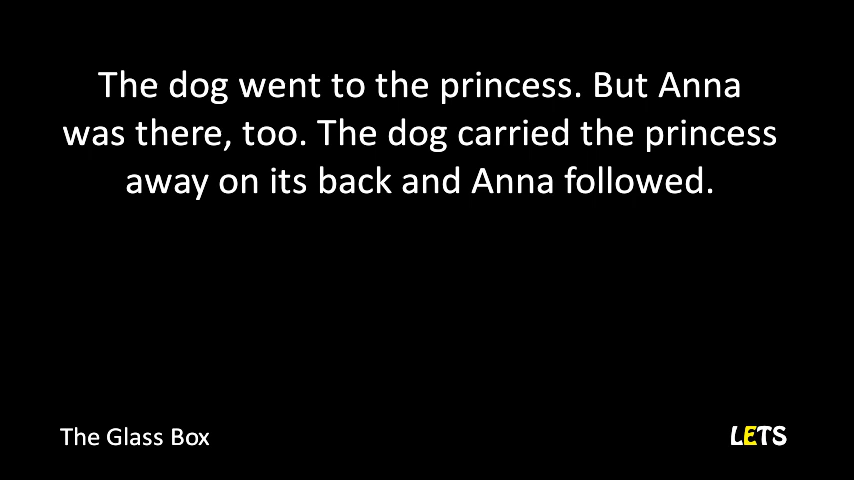 The dog went to the princess. But Anna
was there, too. The dog carried the princess
away on its back and Anna followed.
The Glass Box
LETS